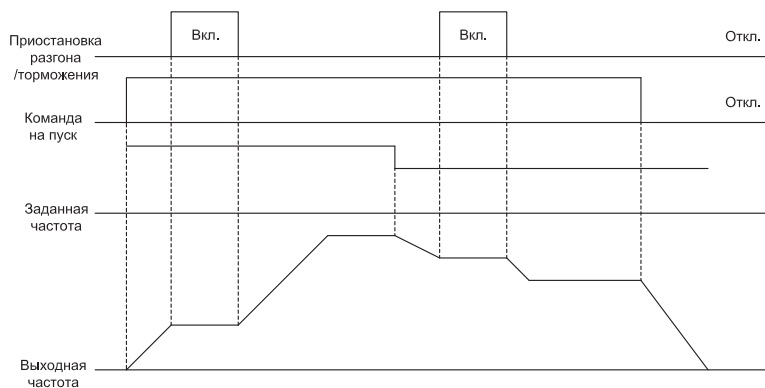 Вкл.
Вкл.
Откл.
Приостановка
разгона
/торможения
Откл.
Команда
на пуск
Заданная
частота
Выходная
частота